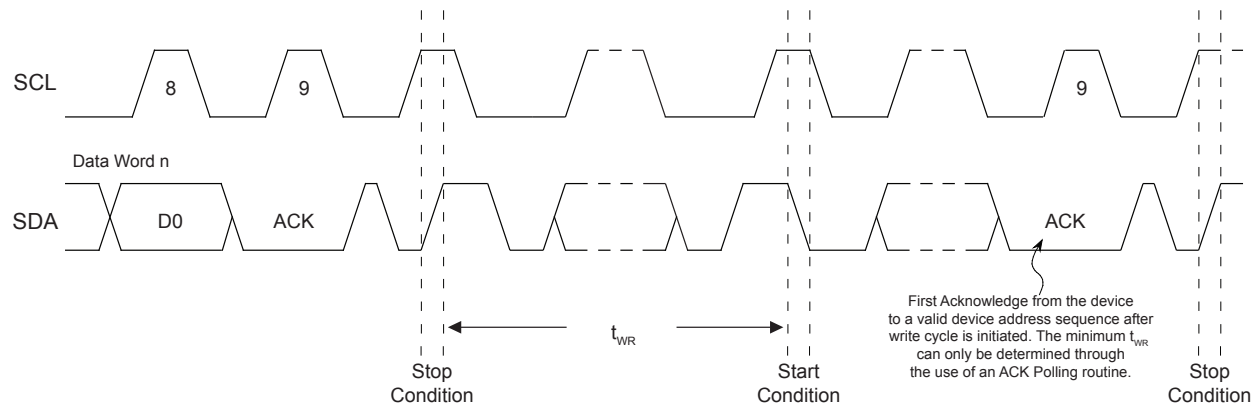 SCL
8
9
9
Data Word n
SDA
D0
ACK
ACK
First Acknowledge from the device
to a valid device address sequence after
write cycle is initiated. The minimum tWR
can only be determined through
the use of an ACK Polling routine.
tWR
Stop
Condition
Start
Condition
Stop
Condition